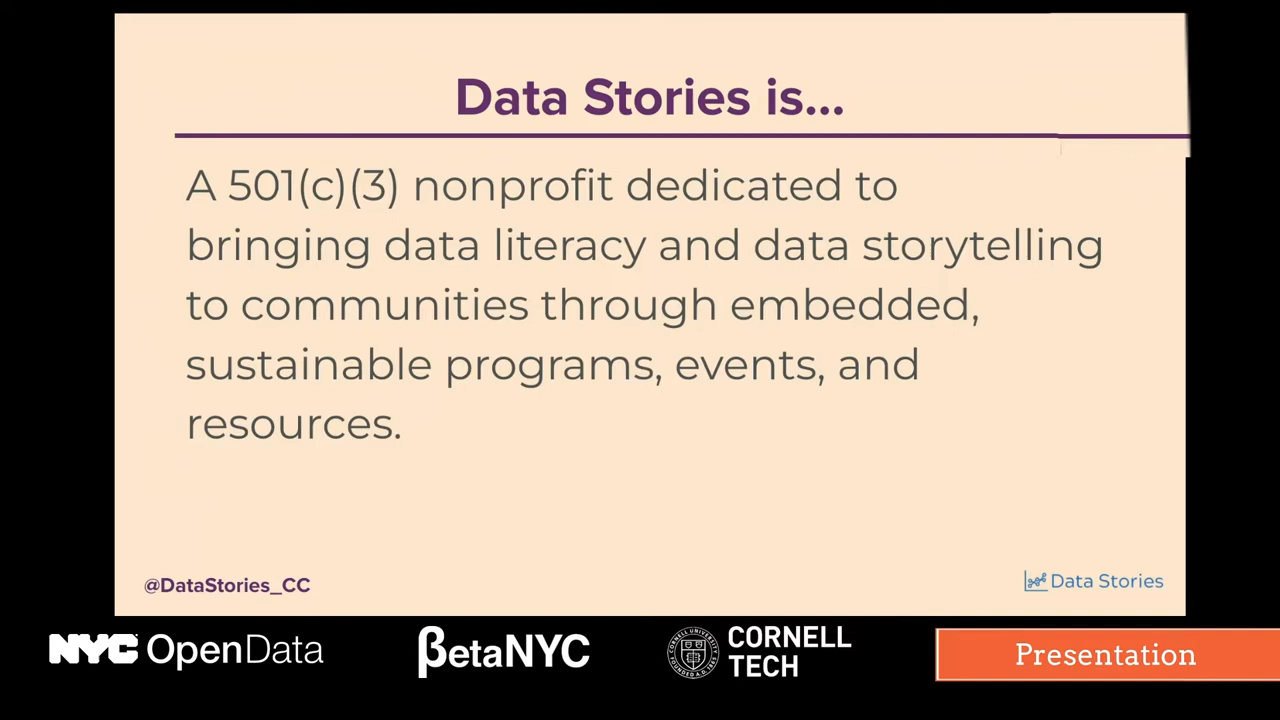 Data Stories is...
A 501(c)(3) nonprofit dedicated to
bringing data literacy and data storytelling
to communities through embedded,
sustainable programs, events, and
resources.
@DataStories_CC
Data Stories
NYC OpenData
βetaNYC
CORNELL
TECH
Presentation